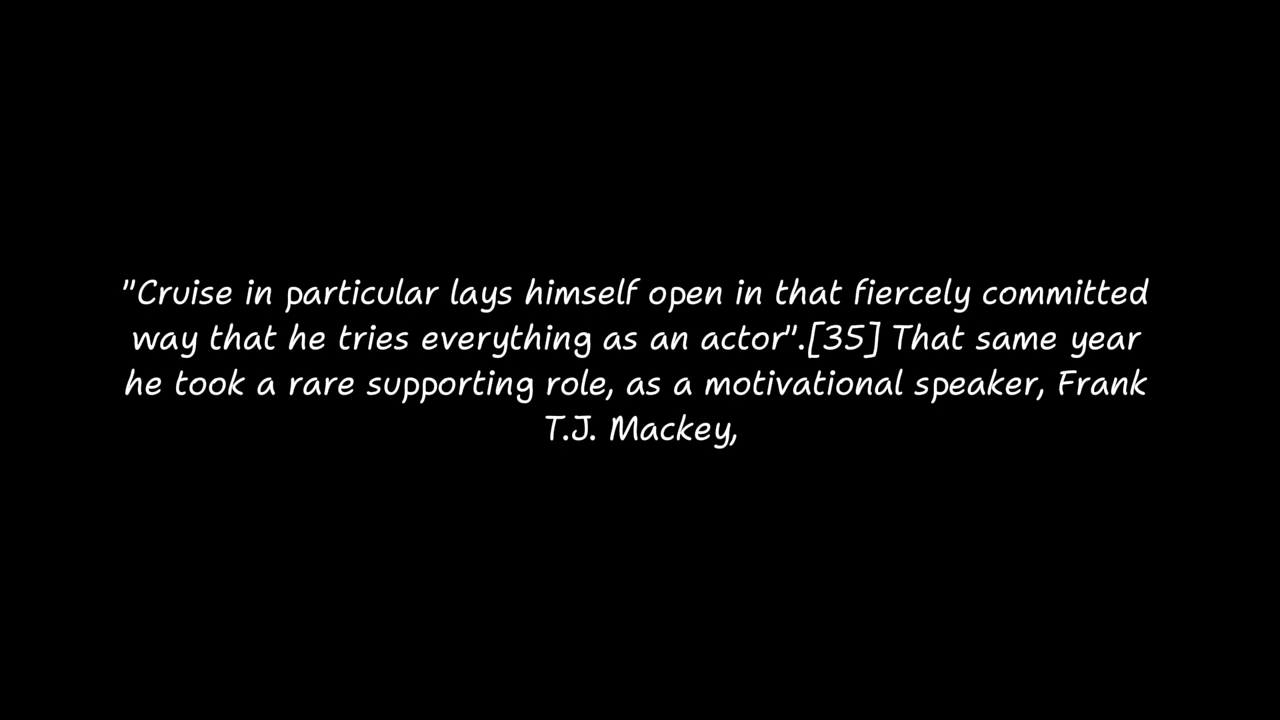 "Cruise in particular lays himself open in that fiercely committed
way that he tries everything as an actor".[35] That same year
he took a rare supporting role, as a motivational speaker, Frank
T.J. Mackey,